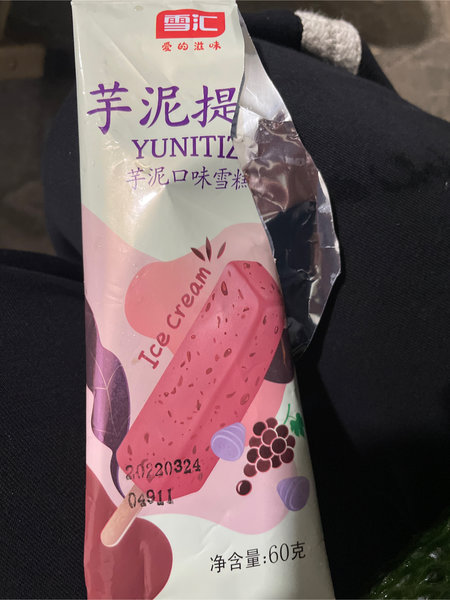 雪汇
爱的滋味
芋泥提
YUNITIZ
芋泥口味雪糕
Ice cream
20220324
04911
净含量:60克